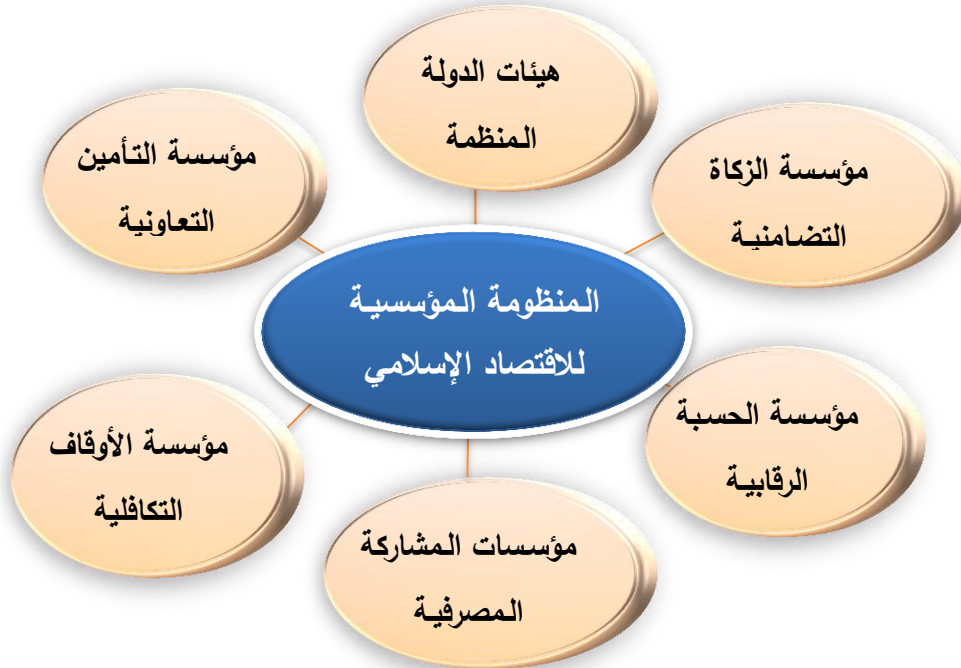 هيئات الدولة
المنظمة
مؤسسة الزكاة
التضامنية
مؤسسة التأمين
التعاونية
المنظومة المؤسسية
للاقتصاد الإسلامي
مؤسسة الحسبة
الرقابية
مؤسسة الأوقاف
التكافلية
مؤسسات المشاركة
المصرفية